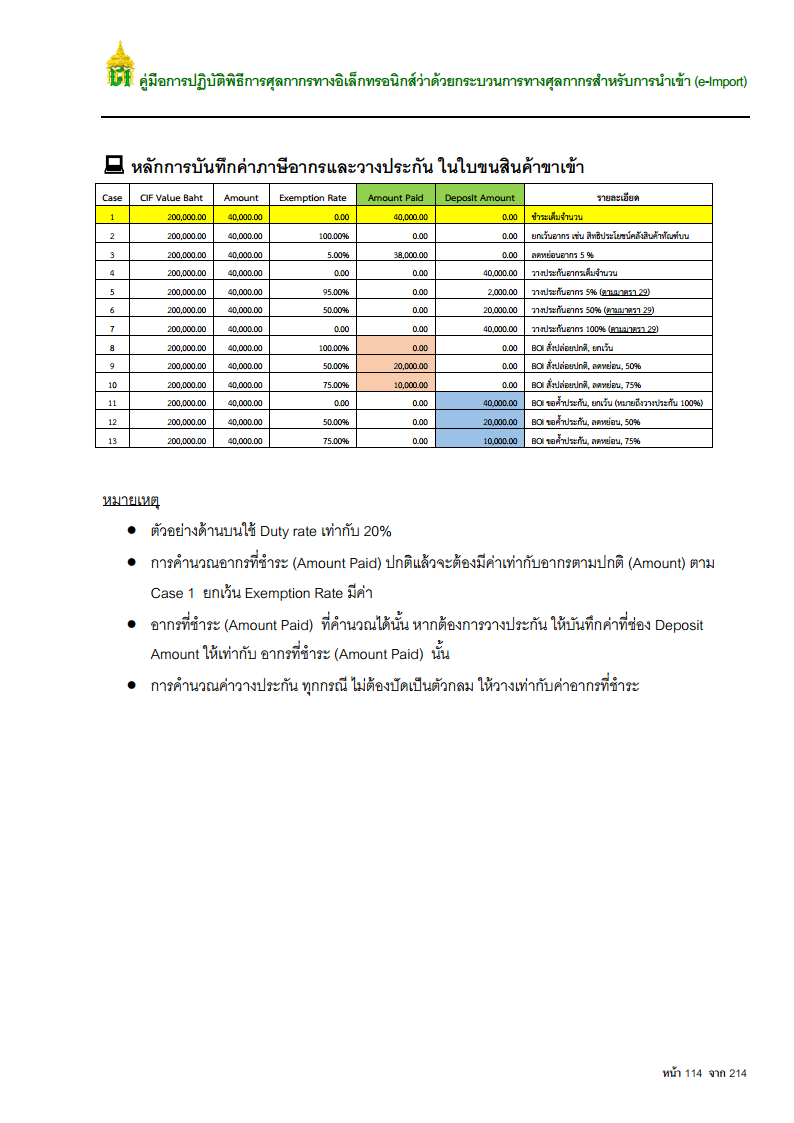 คู่มือการปฏิบัติพิธีการศุลกากรทางอิเล็กทรอนิกส์ว่าด้วยกระบวนการทางศุลกากรสำหรับการนำเข้า (e-Import)
หลักการบันทึกค่าภาษีอากรและวางประกัน ในใบขนสินค้าขาเข้า
Case CIF Value Baht Amount Exemption Rate Amount Paid Deposit Amount รายละเอียด
1 200,000.00 40,000.00 0.00 40,000.00 0.00 ชำระเต็มจำนวน
2 200,000.00 40,000.00 100.00% 0.00 0.00 ยกเว้นอากร เช่น สิทธิประโยชน์คลังสินค้าทัณฑ์บน
3 200,000.00 40,000.00 5.00% 38,000.00 0.00 ลดหย่อนอากร 5 %
4 200,000.00 40,000.00 0.00 0.00 40,000.00 วางประกันอากรเต็มจำนวน
5 200,000.00 40,000.00 95.00% 0.00 2,000.00 วางประกันอากร 5% (ตามมาตรา 29)
6 200,000.00 40,000.00 50.00% 0.00 20,000.00 วางประกันอากร 50% (ตามมาตรา 29)
7 200,000.00 40,000.00 0.00 0.00 40,000.00 วางประกันอากร 100% (ตามมาตรา 29)
8 200,000.00 40,000.00 100.00% 0.00 0.00 BOI สั่งปล่อยปกติ, ยกเว้น
9 200,000.00 40,000.00 50.00% 20,000.00 0.00 BOI สั่งปล่อยปกติ, ลดหย่อน, 50%
10 200,000.00 40,000.00 75.00% 10,000.00 0.00 BOI สั่งปล่อยปกติ, ลดหย่อน, 75%
11 200,000.00 40,000.00 0.00 0.00 40,000.00 BOI ขอค้ำประกัน, ยกเว้น (หมายถึงวางประกัน 100%)
12 200,000.00 40,000.00 50.00% 0.00 20,000.00 BOI ขอค้ำประกัน, ลดหย่อน, 50%
13 200,000.00 40,000.00 75.00% 0.00 10,000.00 BOI ขอค้ำประกัน, ลดหย่อน, 75%
หมายเหตุ
● ตัวอย่างด้านบนใช้ Duty rate เท่ากับ 20%
● การคำนวณอากรที่ชำระ (Amount Paid) ปกติแล้วจะต้องมีค่าเท่ากับอากรตามปกติ (Amount) ตาม
Case 1 ยกเว้น Exemption Rate มีค่า
● อากรที่ชำระ (Amount Paid) ที่คำนวณได้นั้น หากต้องการวางประกัน ให้บันทึกค่าที่ช่อง Deposit
Amount ให้เท่ากับ อากรที่ชำระ (Amount Paid) นั้น
● การคำนวณค่าวางประกัน ทุกกรณี ไม่ต้องปัดเป็นตัวกลม ให้วางเท่ากับค่าอากรที่ชำระ
หน้า 114 จาก 214